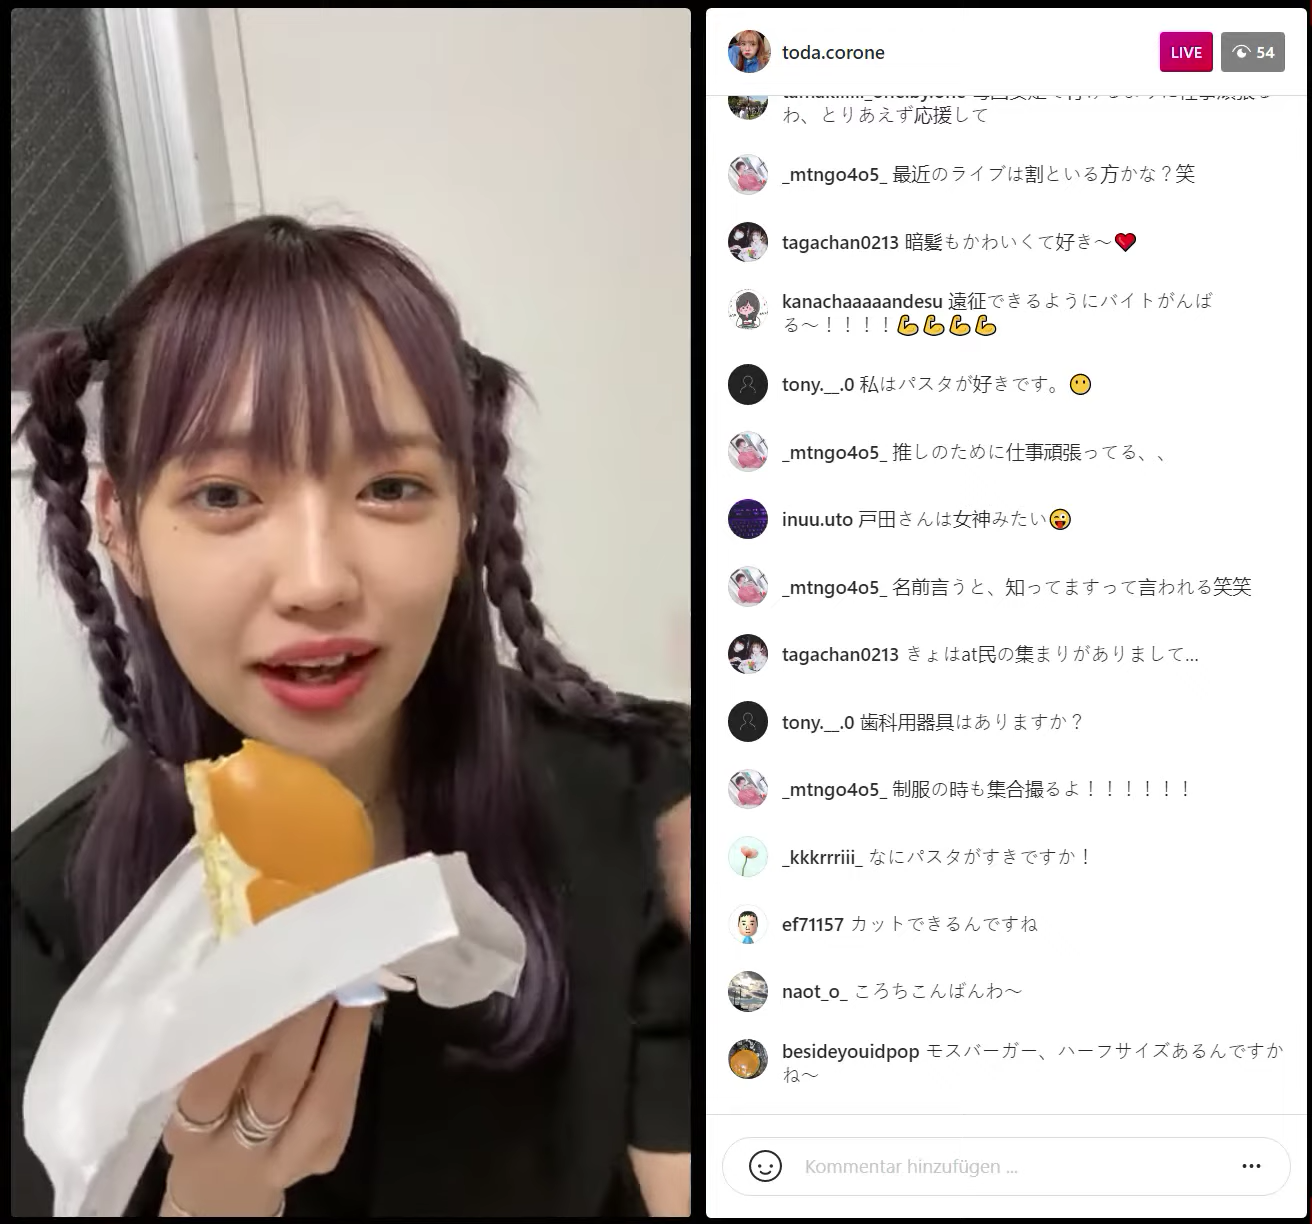 toda.corone
LIVE
54
わ、とりあえず応援して
_mtngo4o5_ 最近のライブは割といる方かな？笑
tagachan0213 暗髪もかわいくて好き〜❤️
kanachaaaaandesu 遠征できるようにバイトがんば
る〜！！！！💪💪💪💪
tony.__.0 私はパスタが好きです。😶
_mtngo4o5_ 推しのために仕事頑張ってる、、
inuu.uto 戸田さんは女神みたい😜
_mtngo4o5_ 名前言うと、知ってますって言われる笑笑
tagachan0213 きょはat民の集まりがありまして...
tony.__.0 歯科用器具はありますか？
_mtngo4o5_ 制服の時も集合撮るよ！！！！！！
_kkkrrriiii_ なにパスタがすきですか！
ef71157 カットできるんですね
naot_o_ ころちこんばんわ〜
besideyouidpop モスバーガー、ハーフサイズあるんですか
ね〜
Kommentar hinzufügen ...